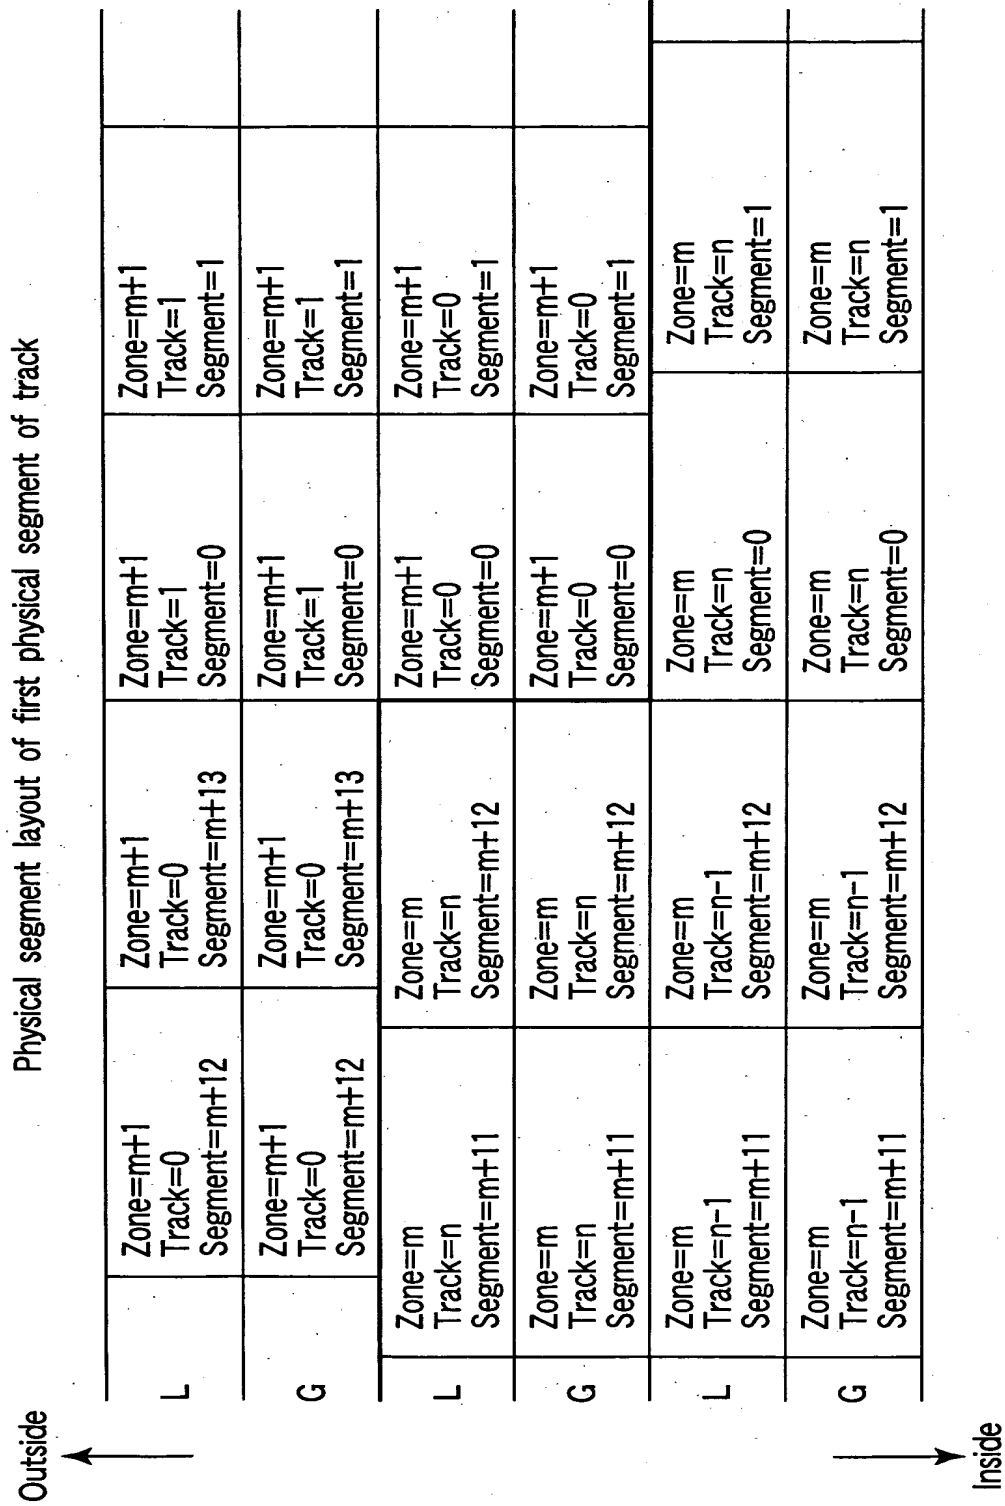 Physical segment layout of first physical segment of track
Outside
L
Zone=m+1
Track=0
Segment=m+12
Zone=m+1
Track=0
Segment=m+13
Zone=m+1
Track=1
Segment=0
Zone=m+1
Track=1
Segment=1
G
Zone=m+1
Track=0
Segment=m+12
Zone=m+1
Track=0
Segment=m+13
Zone=m+1
Track=1
Segment=0
Zone=m+1
Track=1
Segment=1
L
Zone=m
Track=n
Segment=m+11
Zone=m
Track=n
Segment=m+12
Zone=m+1
Track=0
Segment=0
Zone=m+1
Track=0
Segment=1
G
Zone=m
Track=n
Segment=m+11
Zone=m
Track=n
Segment=m+12
Zone=m+1
Track=0
Segment=0
Zone=m+1
Track=0
Segment=1
L
Zone=m
Track=n-1
Segment=m+11
Zone=m
Track=n-1
Segment=m+12
Zone=m
Track=n
Segment=0
Zone=m
Track=n
Segment=1
G
Zone=m
Track=n-1
Segment=m+11
Zone=m
Track=n-1
Segment=m+12
Zone=m
Track=n
Segment=0
Zone=m
Track=n
Segment=1
Inside